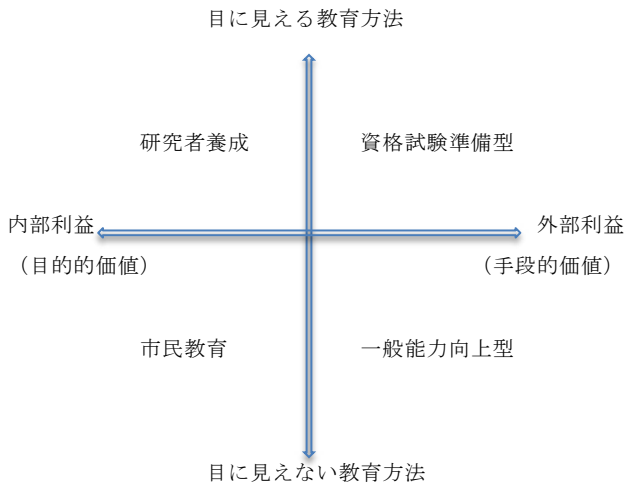 目に見える教育方法
研究者養成
資格試験準備型
内部利益
外部利益
（目的的価値）
（手段的価値）
市民教育
一般能力向上型
目に見えない教育方法